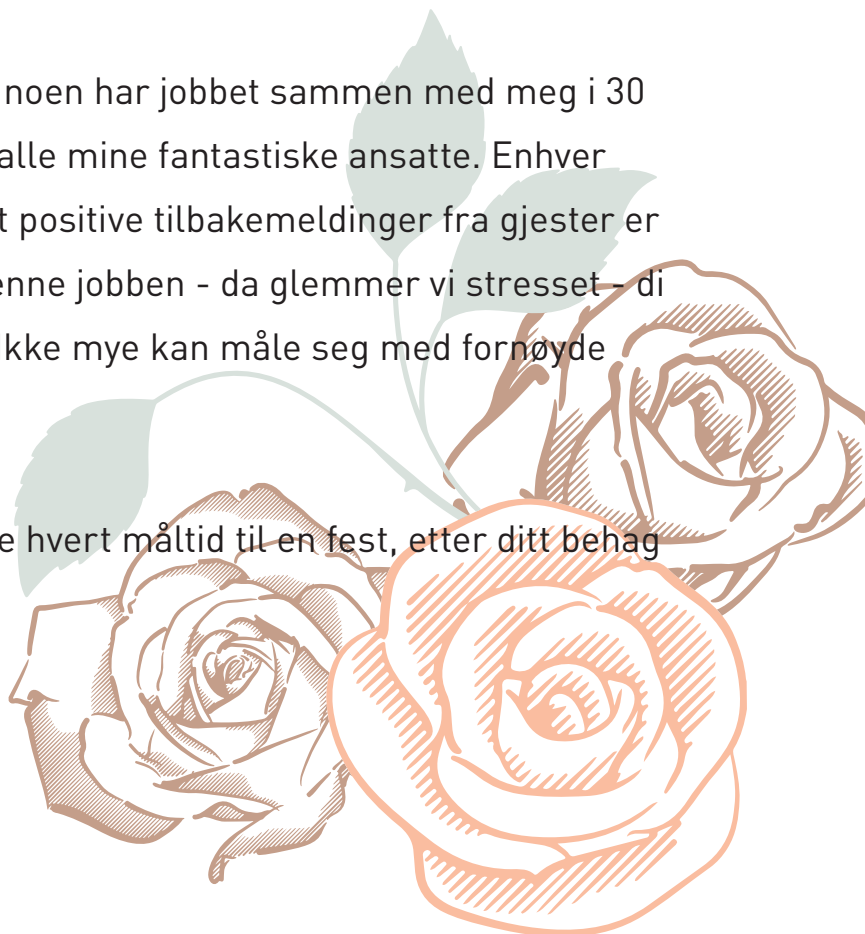 noen har jobbet sammen med meg i 30
alle mine fantastiske ansatte. Enhver
t positive tilbakemeldinger fra gjester er
enne jobben - da glemmer vi stresset - di
Ikke mye kan måle seg med fornøyde
e hvert måltid til en fest, etter ditt behag